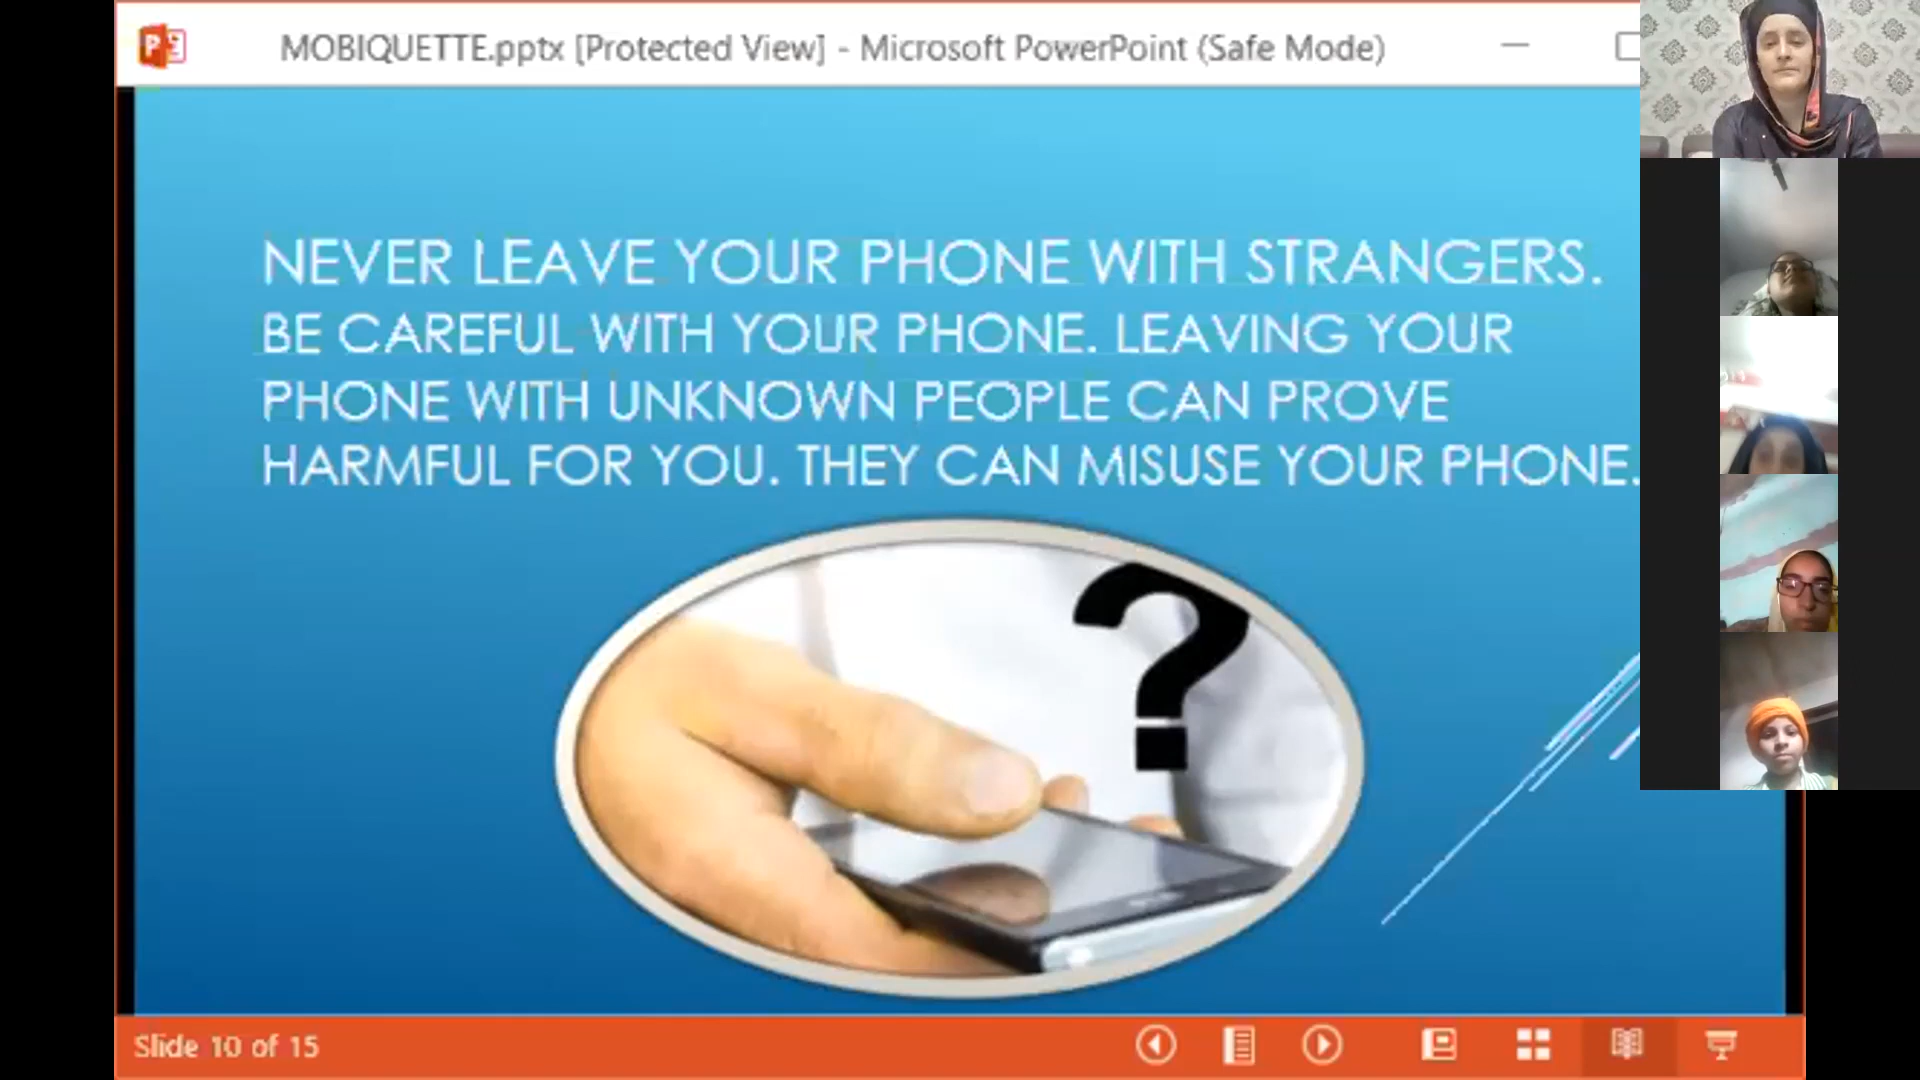 MOBIQUETTE.pptx [Protected View] - Microsoft PowerPoint (Safe Mode)
NEVER LEAVE YOUR PHONE WITH STRANGERS.
BE CAREFUL WITH YOUR PHONE. LEAVING YOUR
PHONE WITH UNKNOWN PEOPLE CAN PROVE
HARMFUL FOR YOU. THEY CAN MISUSE YOUR PHONE.
?
Slide 10 of 15